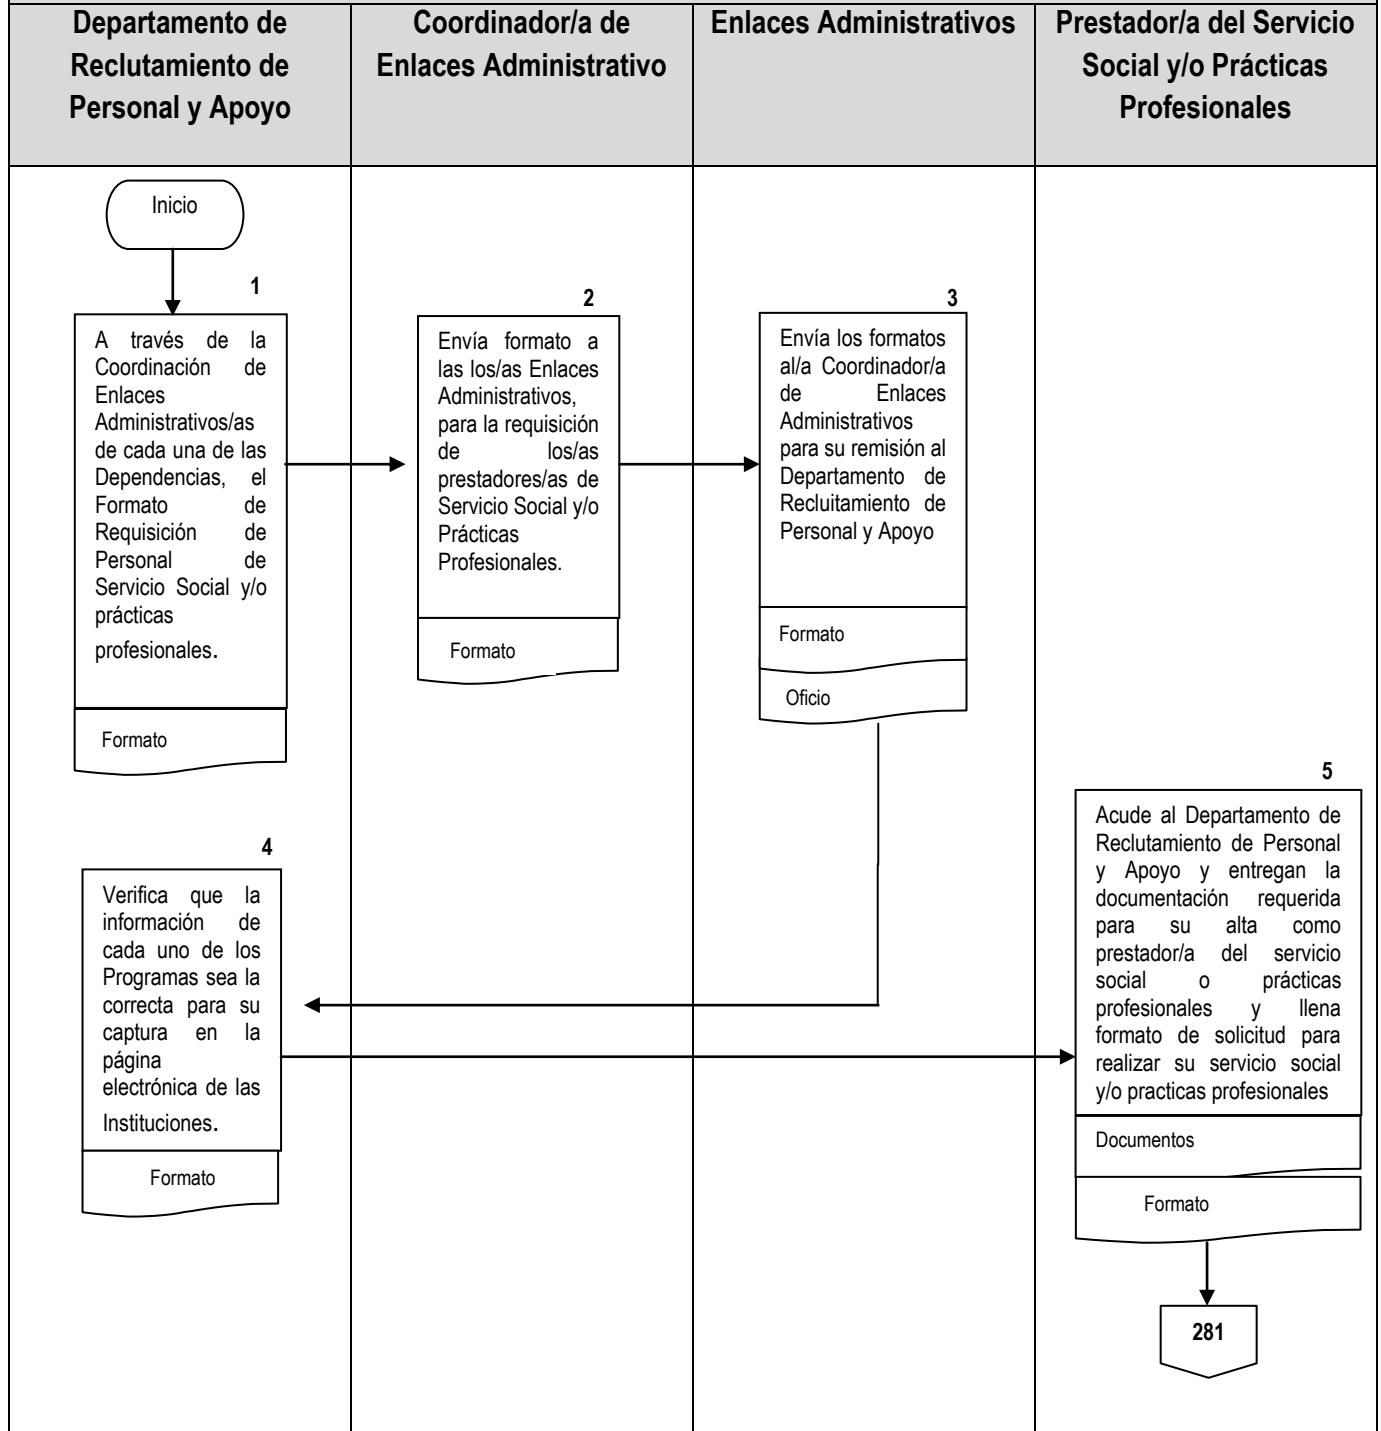 Departamento de
Reclutamiento de
Personal y Apoyo
Coordinador/a de
Enlaces Administrativo
Enlaces Administrativos
Prestador/a del Servicio
Social y/o Prácticas
Profesionales
Inicio
1
A través de la
Coordinación de
Enlaces
Administrativos/as
de cada una de las
Dependencias, el
Formato de
Requisición de
Personal de
Servicio Social y/o
prácticas
profesionales.
Formato
2
Envía formato a
las los/as Enlaces
Administrativos,
para la requisición
de los/as
prestadores/as de
Servicio Social y/o
Prácticas
Profesionales.
Formato
3
Envía los formatos
al/a Coordinador/a
de Enlaces
Administrativos
para su remisión al
Departamento de
Recluitamiento de
Personal y Apoyo
Formato
Oficio
4
Verifica que la
información de
cada uno de los
Programas sea la
correcta para su
captura en la
página
electrónica de las
Instituciones.
Formato
5
Acude al Departamento de
Reclutamiento de Personal
y Apoyo y entregan la
documentación requerida
para su alta como
prestador/a del servicio
social o prácticas
profesionales y llena
formato de solicitud para
realizar su servicio social
y/o practicas profesionales
Documentos
Formato
281